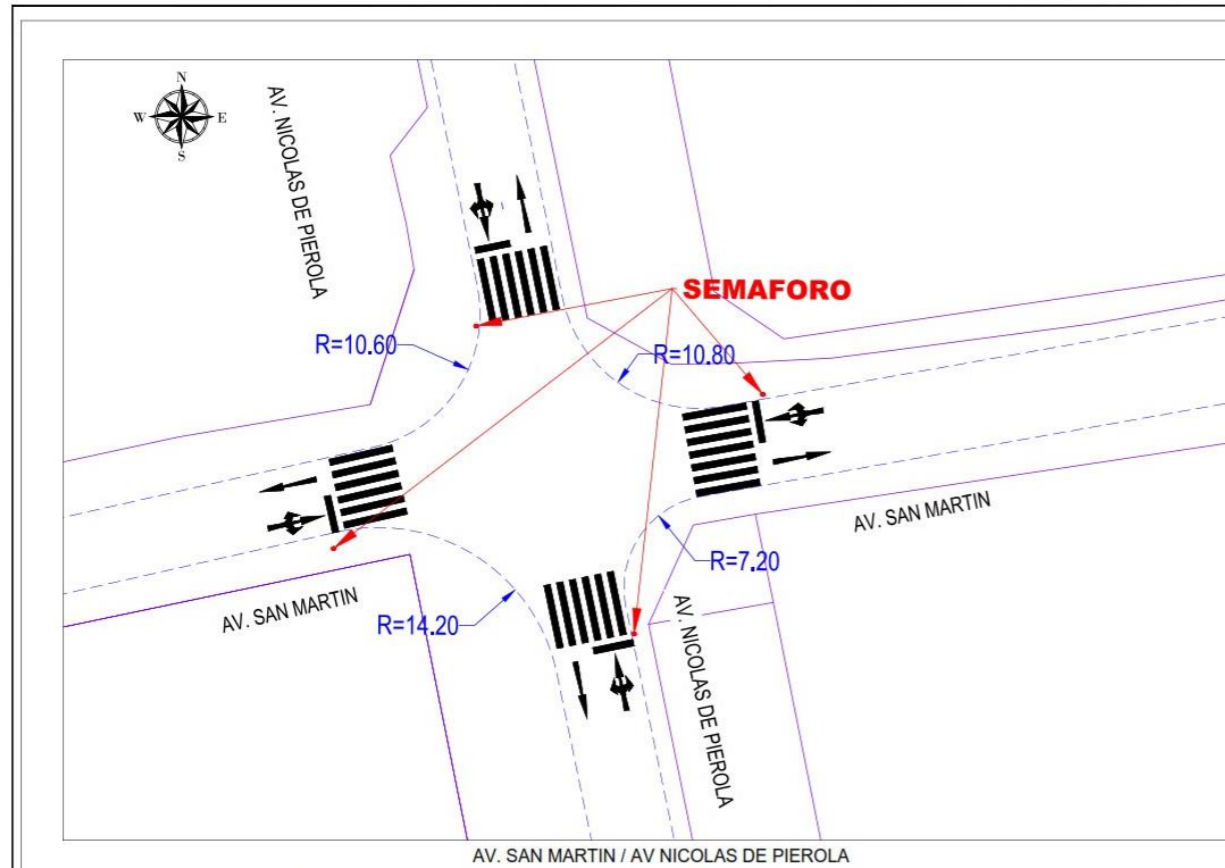 N
W E
S
AV. NICOLAS DE PIEROLA
SEMAFORO
R=10.60
R=10.80
AV. SAN MARTIN
R=7.20
AV. SAN MARTIN
R=14.20
AV. NICOLAS DE PIEROLA
AV. SAN MARTIN / AV NICOLAS DE PIEROLA